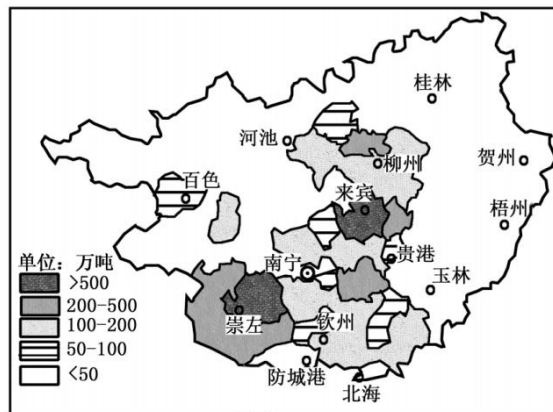 桂林
河池
柳州
贺州
百色
来宾
梧州
单位：万吨
贵港
南宁
>500
玉林
200-500
100-200
崇左
钦州
50-100
<50
防城港
北海